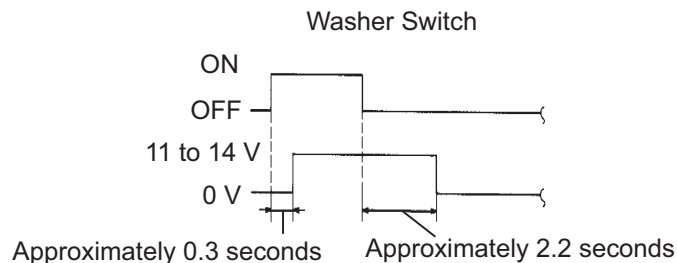 Washer Switch
ON
OFF
11 to 14 V
0 V
Approximately 0.3 seconds
Approximately 2.2 seconds